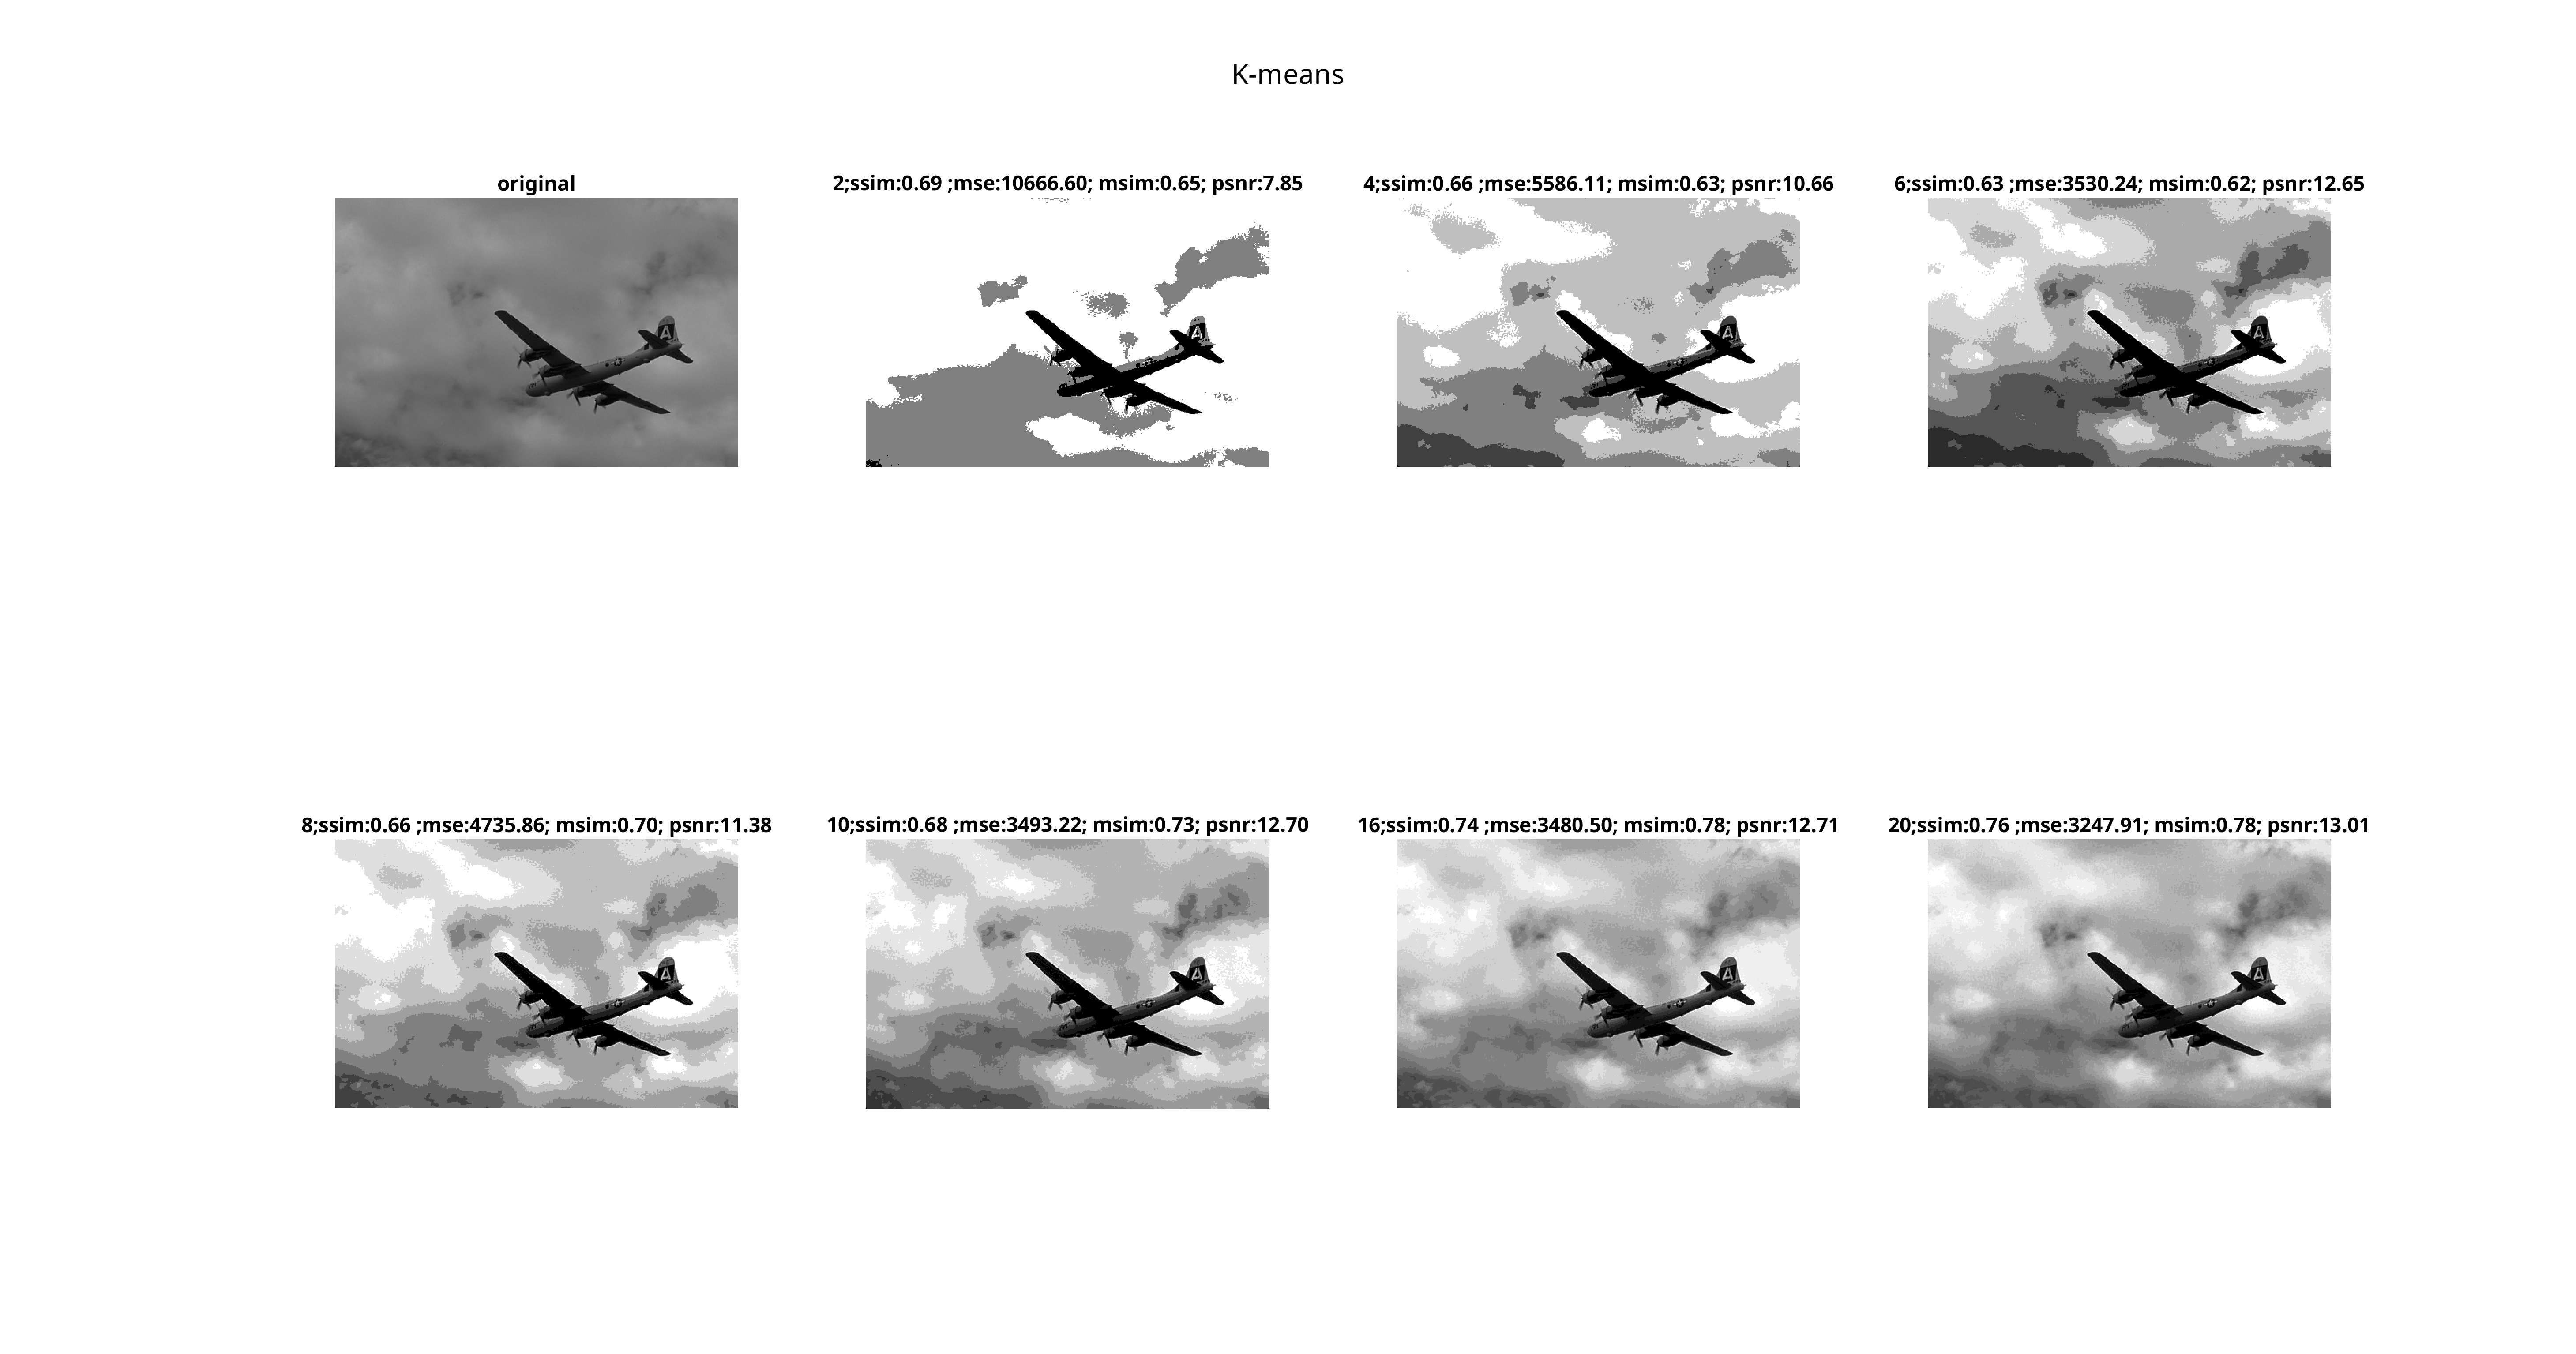 K-means
original
2;ssim:0.69 ;mse:10666.60; msim:0.65; psnr:7.85
4;ssim:0.66 ;mse:5586.11; msim:0.63; psnr:10.66
6;ssim:0.63 ;mse:3530.24; msim:0.62; psnr:12.65
A
A
A
A
8;ssim:0.66 ;mse:4735.86; msim:0.70; psnr:11.38
10;ssim:0.68 ;mse:3493.22; msim:0.73; psnr:12.70
16;ssim:0.74 ;mse:3480.50; msim:0.78; psnr:12.71
20;ssim:0.76 ;mse:3247.91; msim:0.78; psnr:13.01
A
A
A
A